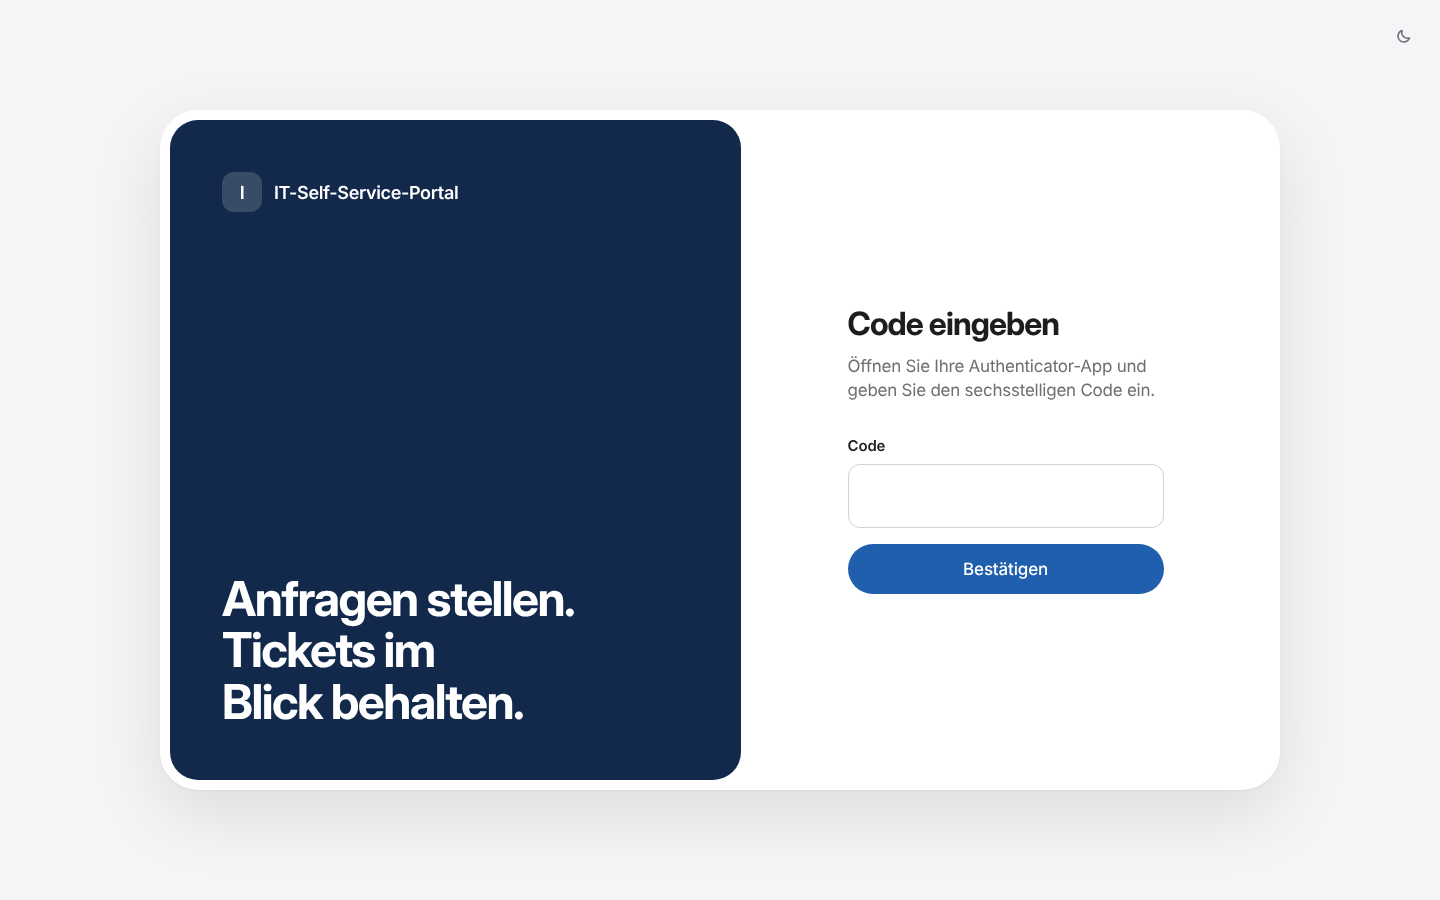 I
IT-Self-Service-Portal
Anfragen stellen.
Tickets im
Blick behalten.
Code eingeben
Öffnen Sie Ihre Authenticator-App und
geben Sie den sechsstelligen Code ein.
Code
Bestätigen